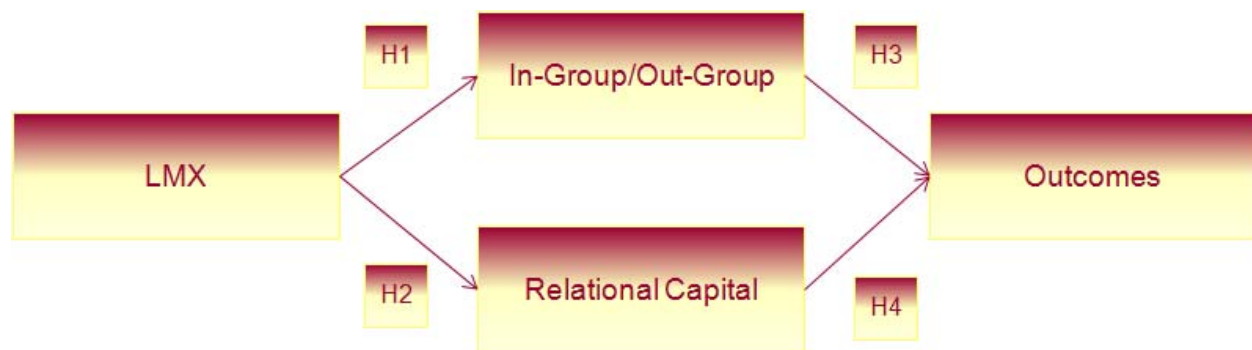 H1
In-Group/Out-Group
H3
LMX
Outcomes
H2
Relational Capital
H4